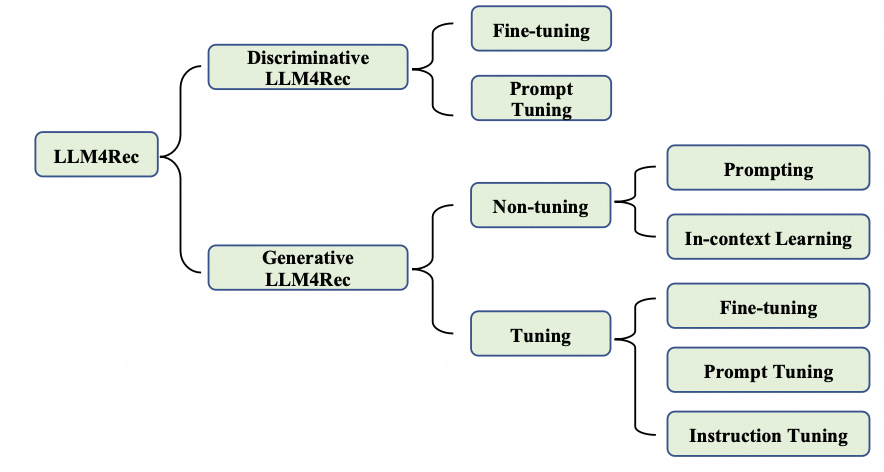 LLM4Rec
Discriminative
LLM4Rec
Fine-tuning
Prompt
Tuning
Generative
LLM4Rec
Non-tuning
Prompting
In-context Learning
Tuning
Fine-tuning
Prompt Tuning
Instruction Tuning